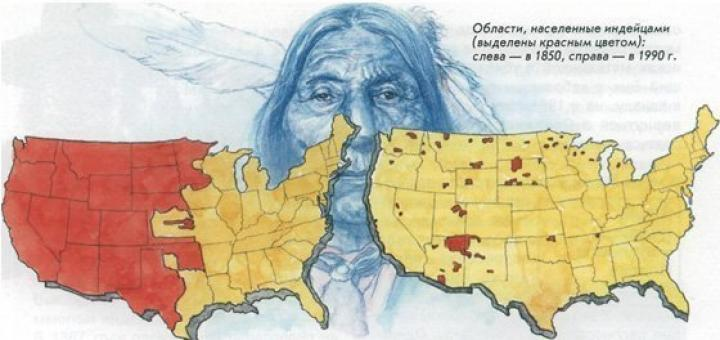 Области, населенные индейцами
(выделены красным цветом):
слева — в 1850, справа — в 1990 г.